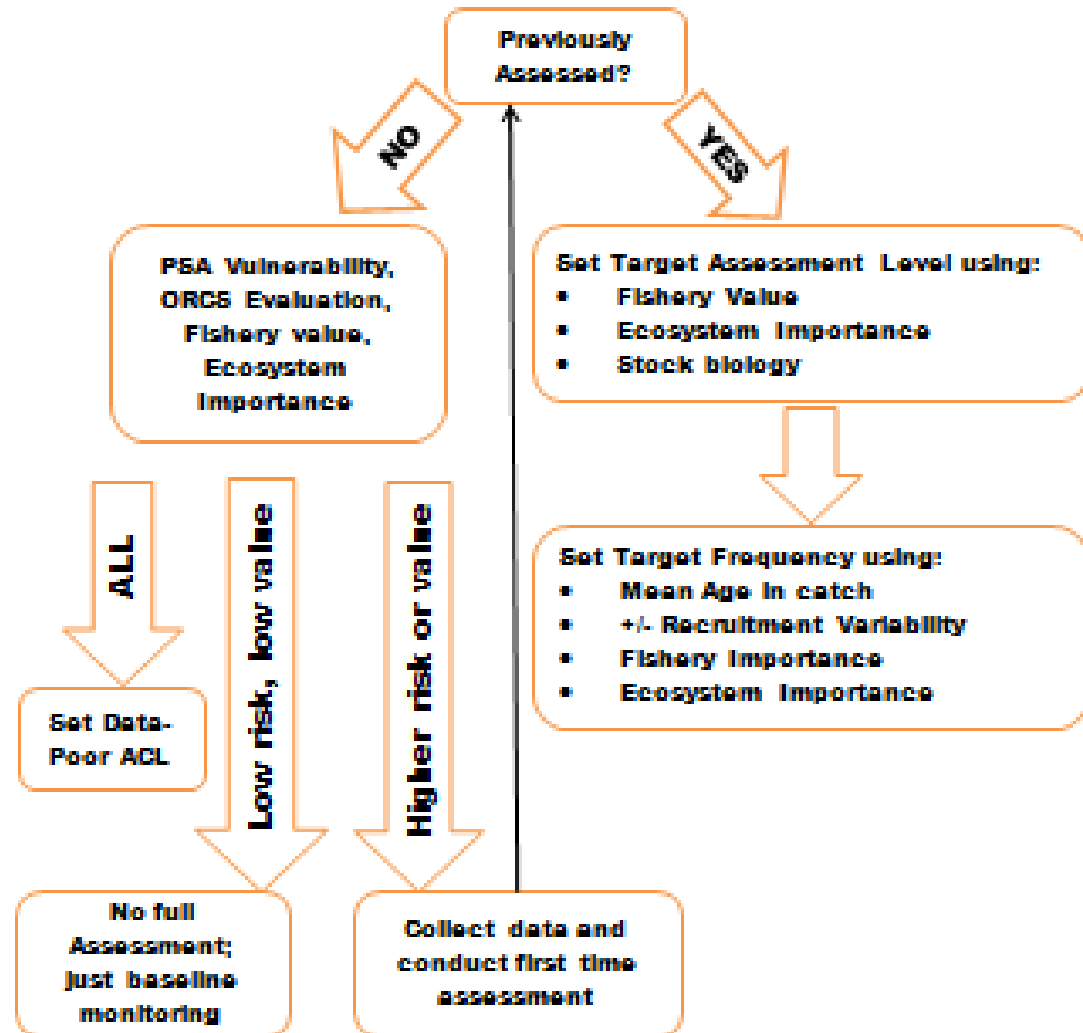 Previously
Assessed?
NO
YES
PSA Vulnerability,
ORCS Evaluation,
Fishery value,
Ecosystem
Importance
Set Target Assessment Level using:
• Fishery Value
• Ecosystem Importance
• Stock biology
ALL
Low risk, low value
Higher risk or value
Set Target Frequency using:
• Mean Age in catch
• +/- Recruitment Variability
• Fishery Importance
• Ecosystem Importance
Set Data-
Poor ACL
No full
Assessment;
just baseline
monitoring
Collect data and
conduct first time
assessment